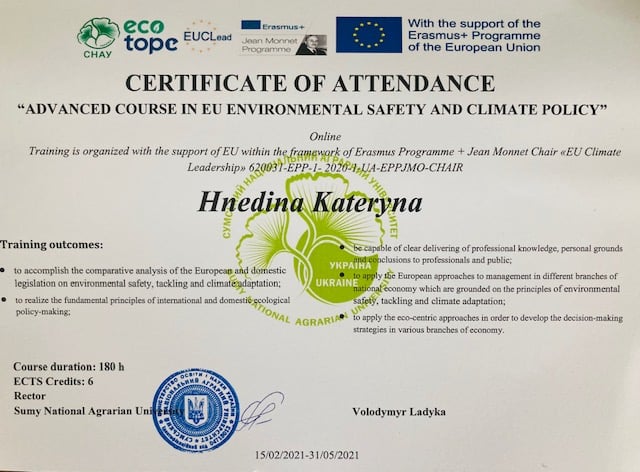 СНАУ
eco
tope
EUCLead
Erasmus+
Jean Monnet
Programme
With the support of the
Erasmus+ Programme
of the European Union
CERTIFICATE OF ATTENDANCE
“ADVANCED COURSE IN EU ENVIRONMENTAL SAFETY AND CLIMATE POLICY”
Online
Training is organized with the support of EU within the framework of Erasmus Programme + Jean Monnet Chair «EU Climate
Leadership» 620031-EPP-1- 2020-1-UA-EPPJMO-CHAIR
Hnedina Kateryna
СУМСЬКИЙ НАЦІОНАЛЬНИЙ АГРАРНИЙ УНІВЕРСИТЕТ
УКРАЇНА
UKRAINE
SUMY NATIONAL AGRARIAN UNIVERSITY
Training outcomes:
to accomplish the comparative analysis of the European and domestic
legislation on environmental safety, tackling and climate adaptation;
to realize the fundamental principles of international and domestic ecological
policy-making;
be capable of clear delivering of professional knowledge, personal grounds
and conclusions to professionals and public;
to apply the European approaches to management in different branches of
national economy which are grounded on the principles of environmental
safety, tackling and climate adaptation;
to apply the eco-centric approaches in order to develop the decision-making
strategies in various branches of economy.
Course duration: 180 h
ECTS Credits: 6
Rector
Sumy National Agrarian University
Volodymyr Ladyka
15/02/2021-31/05/2021